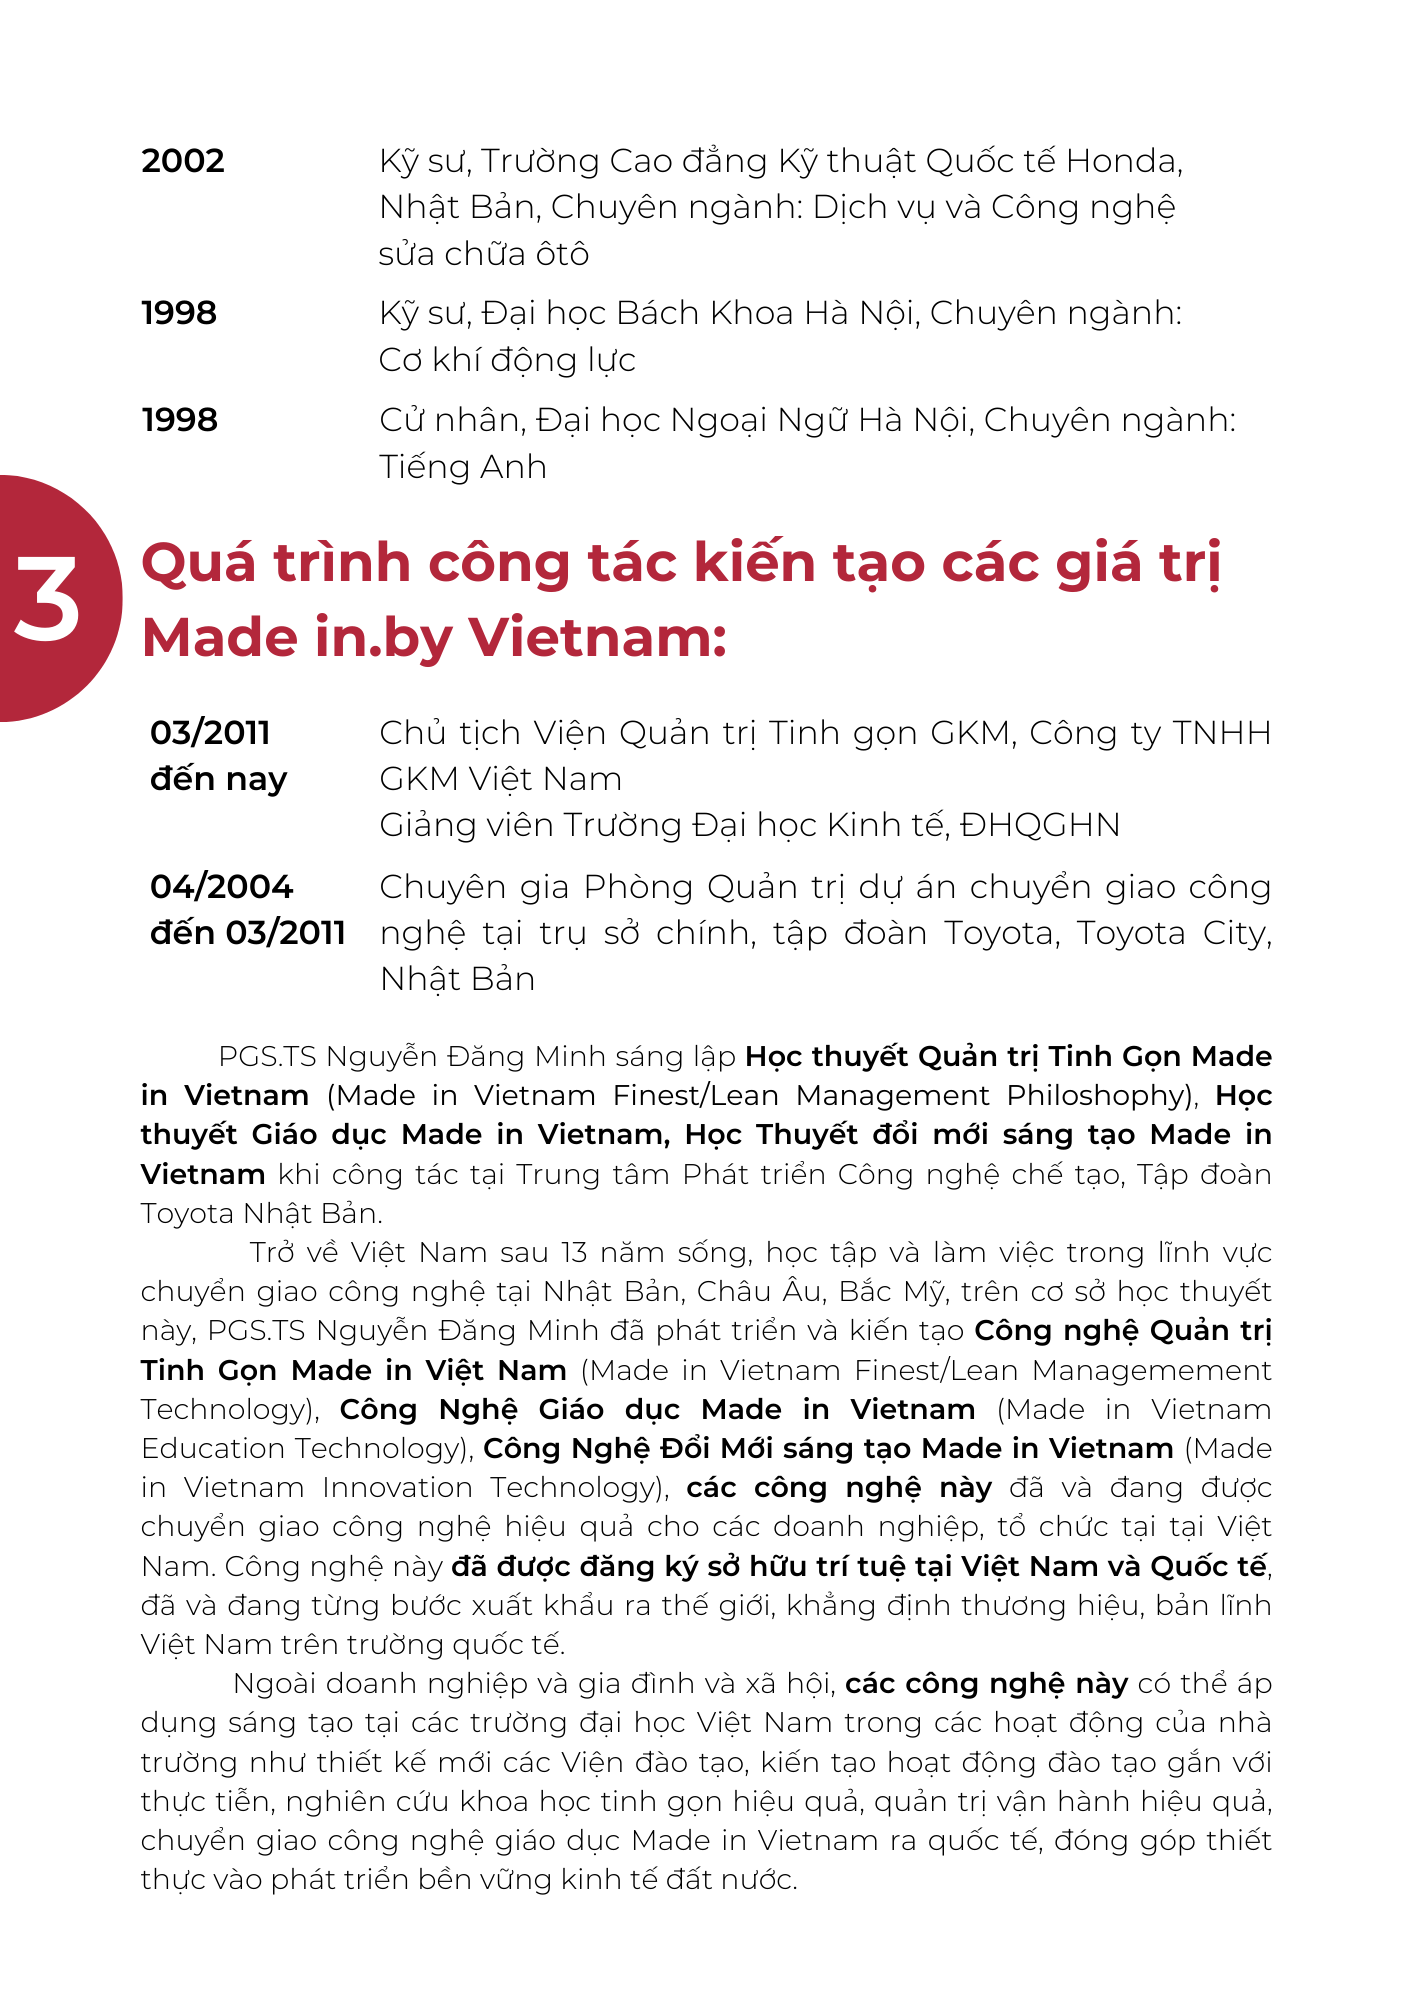 2002 Kỹ sư, Trường Cao đẳng Kỹ thuật Quốc tế Honda,
Nhật Bản, Chuyên ngành: Dịch vụ và Công nghệ
sửa chữa ôtô
1998 Kỹ sư, Đại học Bách Khoa Hà Nội, Chuyên ngành:
Cơ khí động lực
1998 Cử nhân, Đại học Ngoại Ngữ Hà Nội, Chuyên ngành:
Tiếng Anh
3
Quá trình công tác kiến tạo các giá trị
Made in.by Vietnam:
03/2011 Chủ tịch Viện Quản trị Tinh gọn GKM, Công ty TNHH
đến nay GKM Việt Nam
Giảng viên Trường Đại học Kinh tế, ĐHQGHN
04/2004 Chuyên gia Phòng Quản trị dự án chuyển giao công
đến 03/2011 nghệ tại trụ sở chính, tập đoàn Toyota, Toyota City,
Nhật Bản
PGS.TS Nguyễn Đăng Minh sáng lập Học thuyết Quản trị Tinh Gọn Made
in Vietnam (Made in Vietnam Finest/Lean Management Philoshophy), Học
thuyết Giáo dục Made in Vietnam, Học Thuyết đổi mới sáng tạo Made in
Vietnam khi công tác tại Trung tâm Phát triển Công nghệ chế tạo, Tập đoàn
Toyota Nhật Bản.
Trở về Việt Nam sau 13 năm sống, học tập và làm việc trong lĩnh vực
chuyển giao công nghệ tại Nhật Bản, Châu Âu, Bắc Mỹ, trên cơ sở học thuyết
này, PGS.TS Nguyễn Đăng Minh đã phát triển và kiến tạo Công nghệ Quản trị
Tinh Gọn Made in Việt Nam (Made in Vietnam Finest/Lean Managemement
Technology), Công Nghệ Giáo dục Made in Vietnam (Made in Vietnam
Education Technology), Công Nghệ Đổi Mới sáng tạo Made in Vietnam (Made
in Vietnam Innovation Technology), các công nghệ này đã và đang được
chuyển giao công nghệ hiệu quả cho các doanh nghiệp, tổ chức tại tại Việt
Nam. Công nghệ này đã được đăng ký sở hữu trí tuệ tại Việt Nam và Quốc tế,
đã và đang từng bước xuất khẩu ra thế giới, khẳng định thương hiệu, bản lĩnh
Việt Nam trên trường quốc tế.
Ngoài doanh nghiệp và gia đình và xã hội, các công nghệ này có thể áp
dụng sáng tạo tại các trường đại học Việt Nam trong các hoạt động của nhà
trường như thiết kế mới các Viện đào tạo, kiến tạo hoạt động đào tạo gắn với
thực tiễn, nghiên cứu khoa học tinh gọn hiệu quả, quản trị vận hành hiệu quả,
chuyển giao công nghệ giáo dục Made in Vietnam ra quốc tế, đóng góp thiết
thực vào phát triển bền vững kinh tế đất nước.